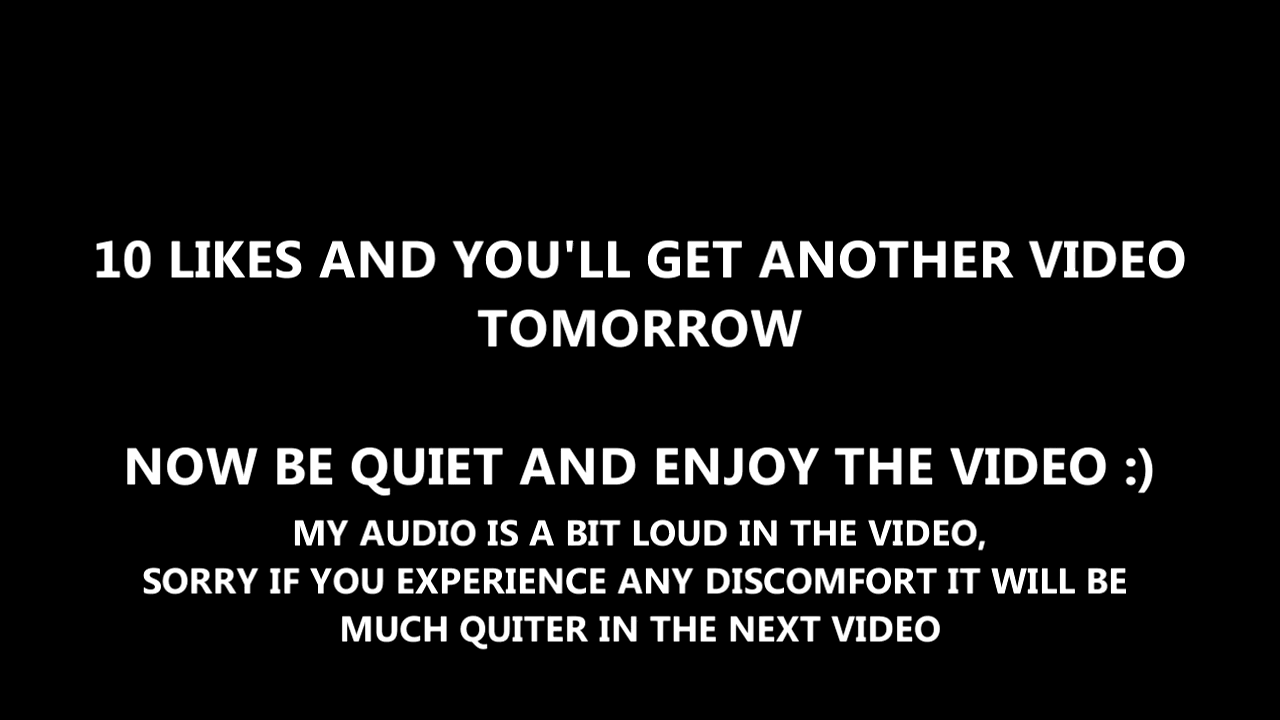 10 LIKES AND YOU'LL GET ANOTHER VIDEO
TOMORROW
NOW BE QUIET AND ENJOY THE VIDEO :)
MY AUDIO IS A BIT LOUD IN THE VIDEO,
SORRY IF YOU EXPERIENCE ANY DISCOMFORT IT WILL BE
MUCH QUITER IN THE NEXT VIDEO